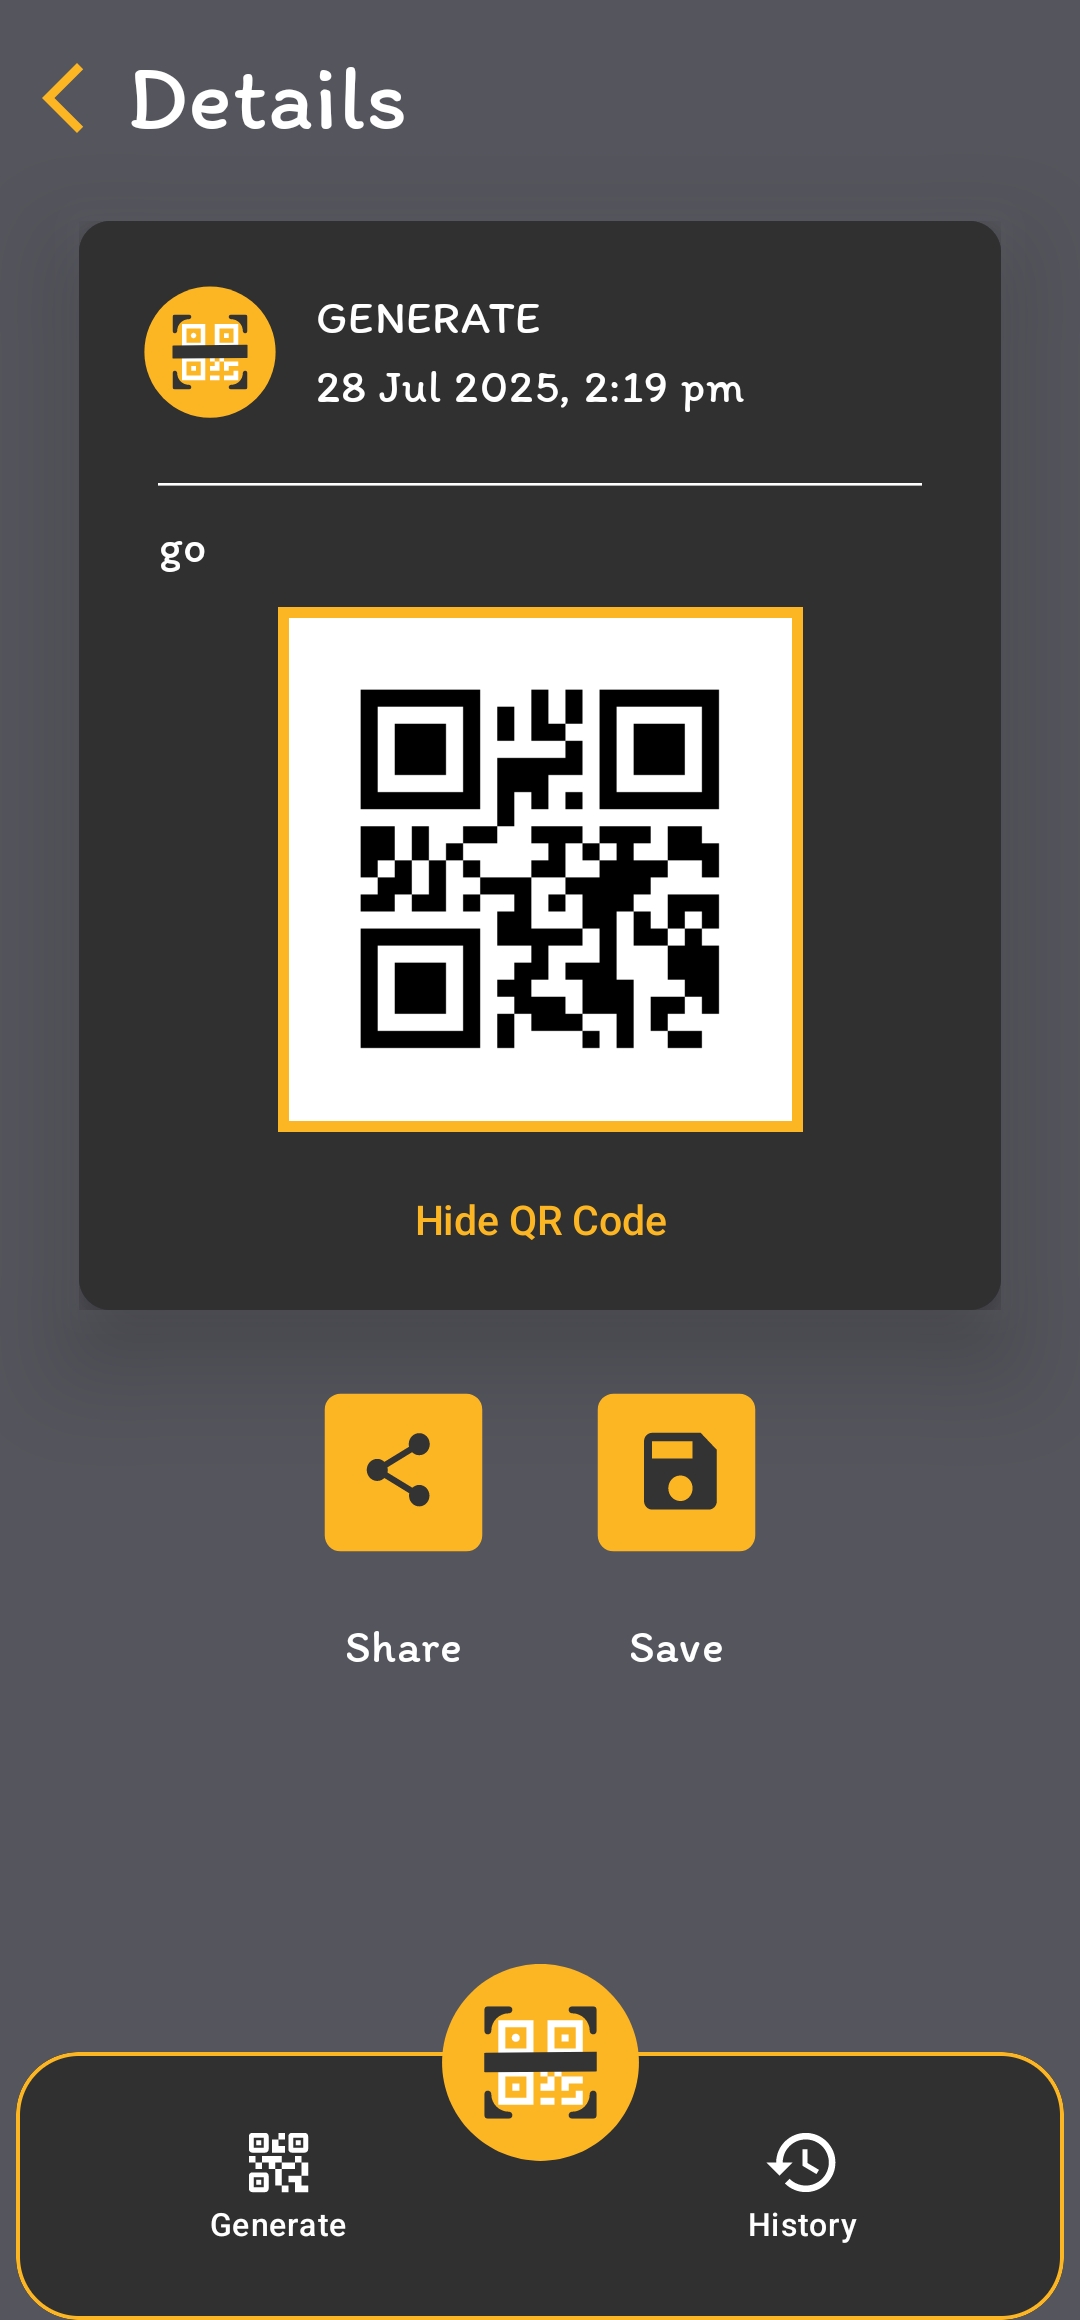 Details
GENERATE
28 Jul 2025, 2:19 pm
go
Hide QR Code
Share
Save
Generate
History